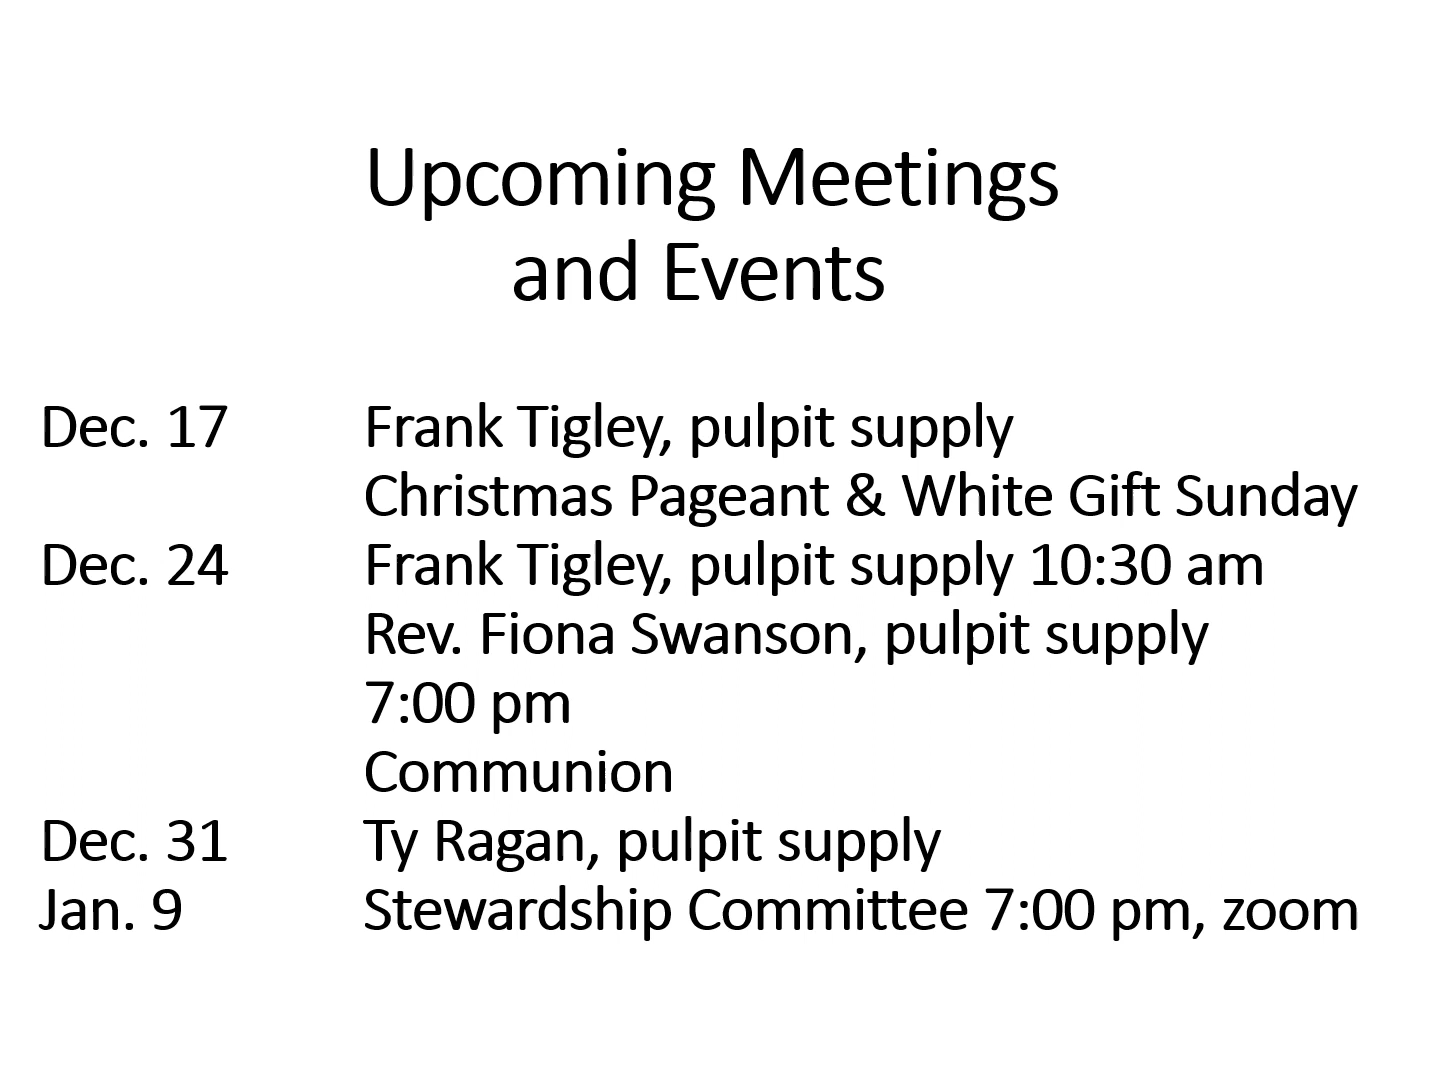 Upcoming Meetings
and Events
Dec. 17 Frank Tigley, pulpit supply
Christmas Pageant & White Gift Sunday
Dec. 24 Frank Tigley, pulpit supply 10:30 am
Rev. Fiona Swanson, pulpit supply
7:00 pm
Communion
Dec. 31 Ty Ragan, pulpit supply
Jan. 9 Stewardship Committee 7:00 pm, zoom